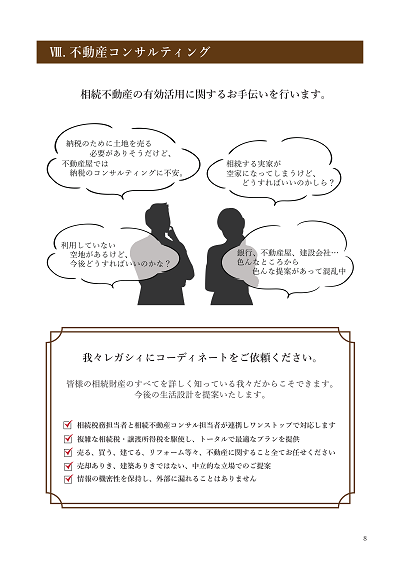 Ⅷ. 不動産コンサルティング
相続不動産の有効活用に関するお手伝いを行います。
納税のために土地を売る
必要がありそうだけど、
不動産屋では
納税のコンサルティングに不安。
相続する実家が
空家になってしまうけど、
どうすればいいのかしら？
利用していない
空地があるけど、
今後どうすればいいのかな？
銀行、不動産屋、建設会社…
色んなところから
色んな提案があって混乱中
我々レガシィにコーディネートをご依頼ください。
皆様の相続財産のすべてを詳しく知っている我々だからこそできます。
今後の生活設計を提案いたします。
相続税務担当者と相続不動産コンサル担当者が連携しワンストップで対応します
複雑な相続税・譲渡所得税を駆使し、トータルで最適なプランを提供
売る、買う、建てる、リフォーム等々、不動産に関すること全てお任せください
売却ありき、建築ありきではない、中立的な立場でのご提案
情報の機密性を保持し、外部に漏れることはありません
8